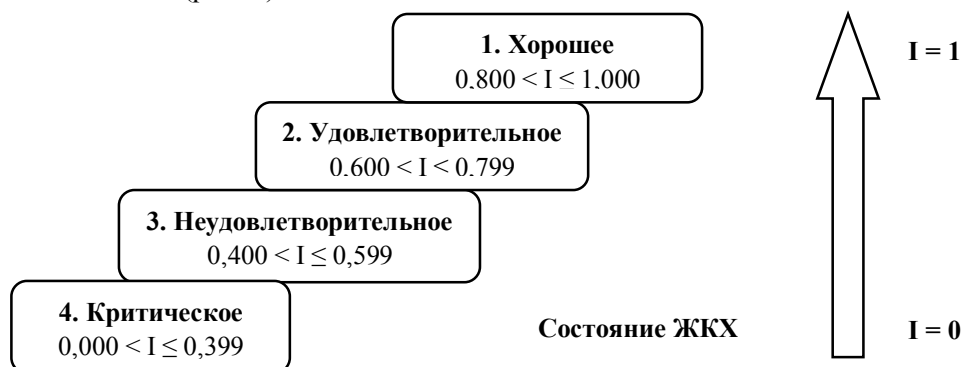 1. Хорошее
I = 1
0.800 < I ≤ 1.000
2. Удовлетворительное
0.600 < I < 0.799
3. Неудовлетворительное
0,400 < I ≤ 0,599
4. Критическое
0,000 < I ≤ 0,399
Состояние ЖКХ
I = 0